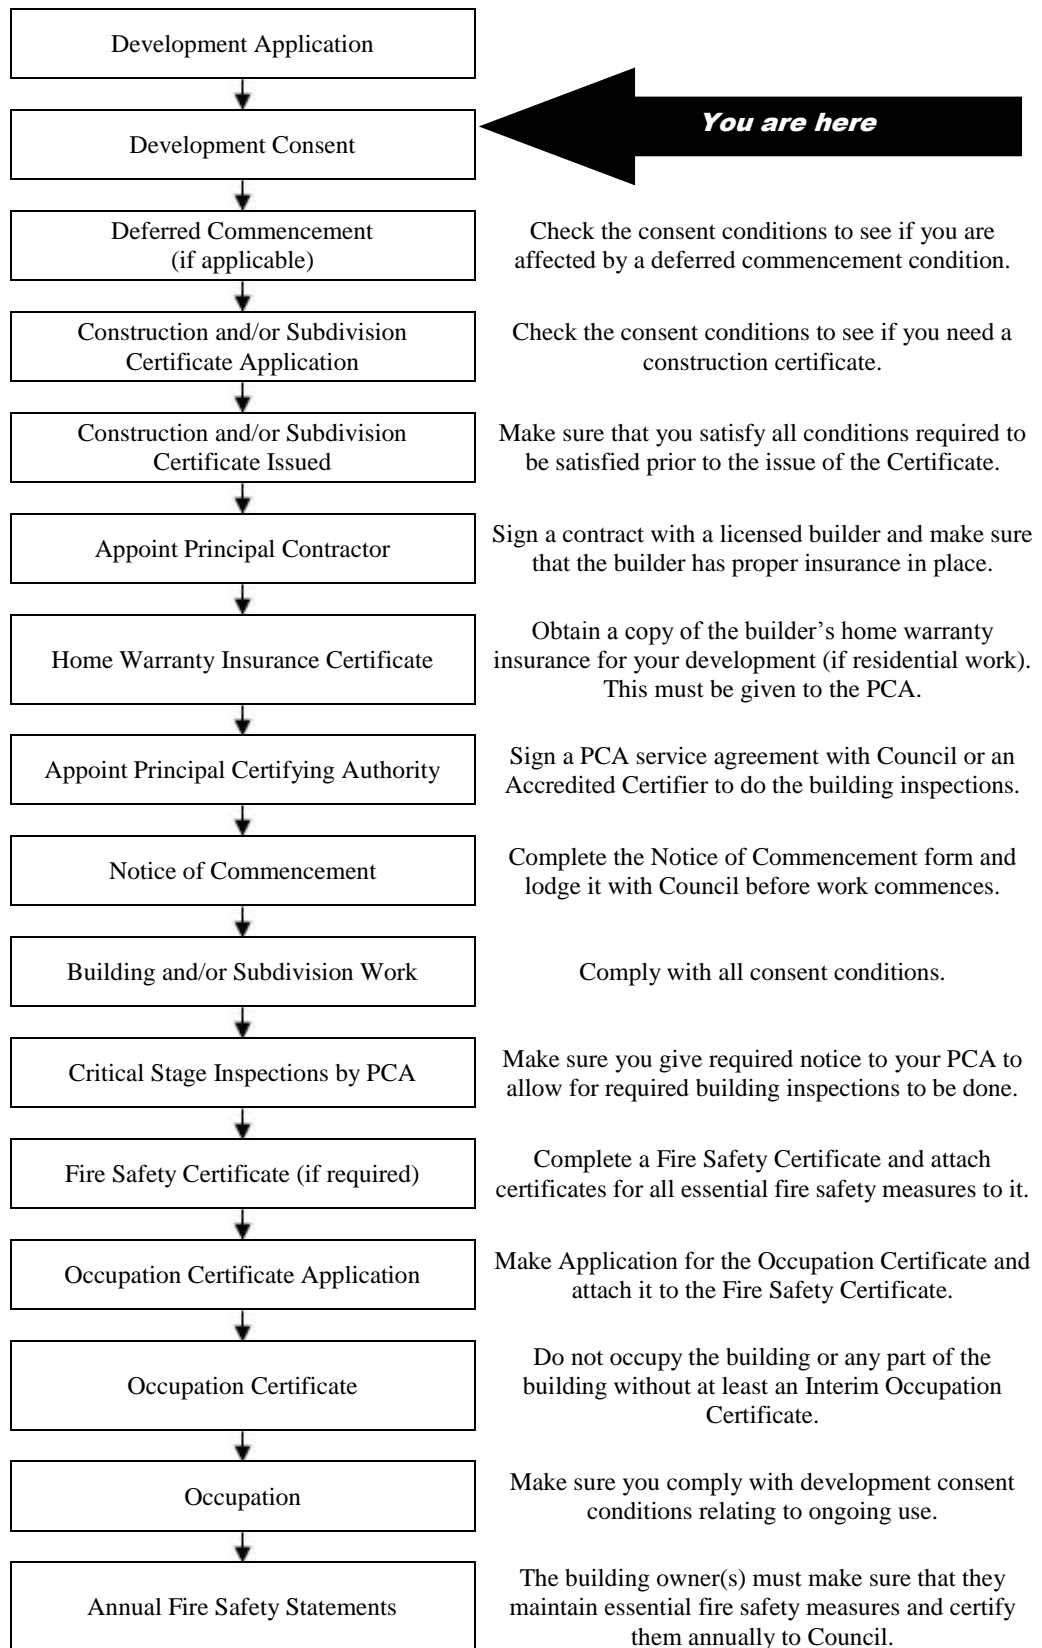 Development Application
Development Consent
You are here
Deferred Commencement
(if applicable)
Check the consent conditions to see if you are
affected by a deferred commencement condition.
Construction and/or Subdivision
Certificate Application
Check the consent conditions to see if you need a
construction certificate.
Construction and/or Subdivision
Certificate Issued
Make sure that you satisfy all conditions required to
be satisfied prior to the issue of the Certificate.
Appoint Principal Contractor
Sign a contract with a licensed builder and make sure
that the builder has proper insurance in place.
Home Warranty Insurance Certificate
Obtain a copy of the builder’s home warranty
insurance for your development (if residential work).
This must be given to the PCA.
Appoint Principal Certifying Authority
Sign a PCA service agreement with Council or an
Accredited Certifier to do the building inspections.
Notice of Commencement
Complete the Notice of Commencement form and
lodge it with Council before work commences.
Building and/or Subdivision Work
Comply with all consent conditions.
Critical Stage Inspections by PCA
Make sure you give required notice to your PCA to
allow for required building inspections to be done.
Fire Safety Certificate (if required)
Complete a Fire Safety Certificate and attach
certificates for all essential fire safety measures to it.
Occupation Certificate Application
Make Application for the Occupation Certificate and
attach it to the Fire Safety Certificate.
Occupation Certificate
Do not occupy the building or any part of the
building without at least an Interim Occupation
Certificate.
Occupation
Make sure you comply with development consent
conditions relating to ongoing use.
Annual Fire Safety Statements
The building owner(s) must make sure that they
maintain essential fire safety measures and certify
them annually to Council.